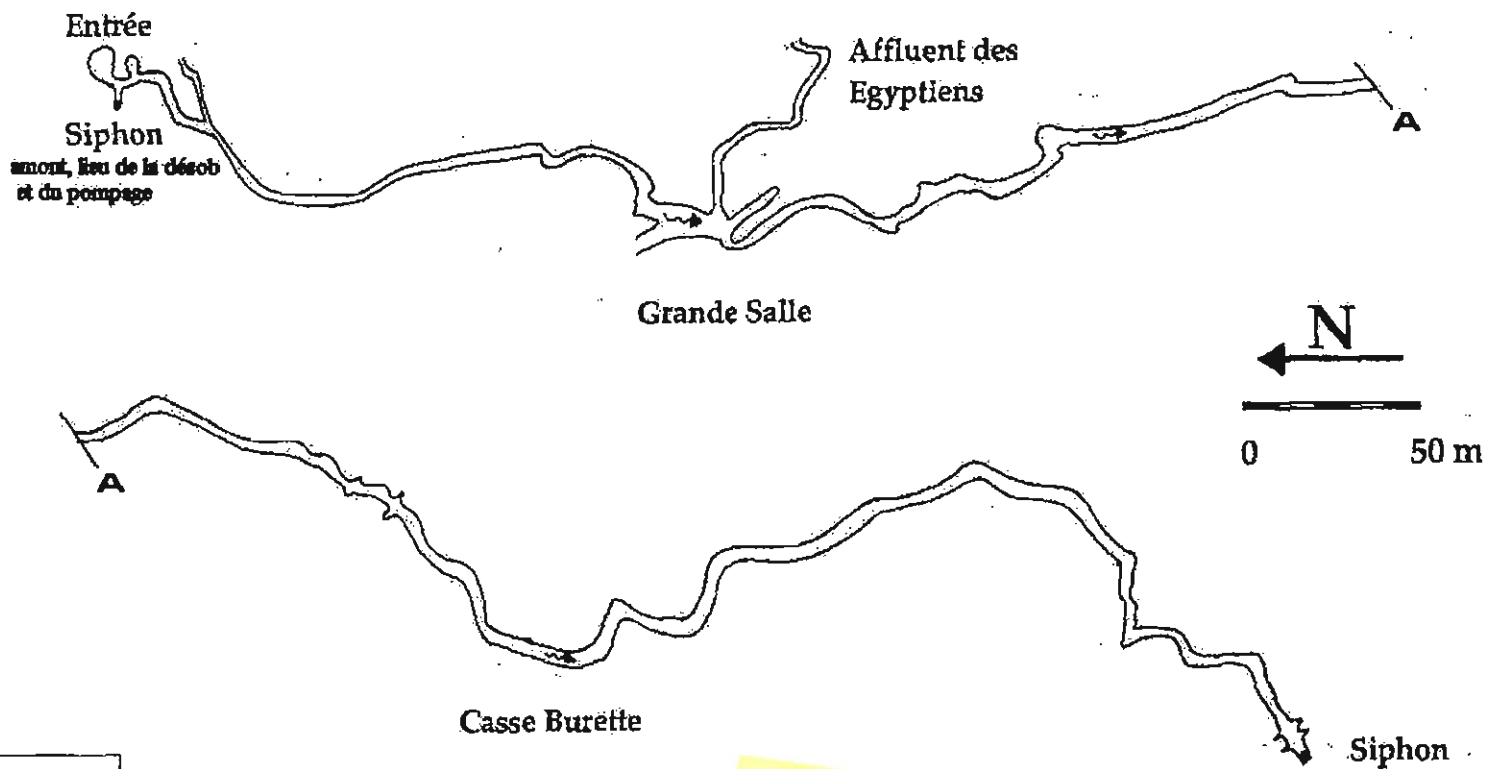 Entrée
Siphon
amont, lieu de la désob
et du pompage
Affluent des
Egyptiens
A
Grande Salle
N
0 50 m
A
Casse Burette
Siphon